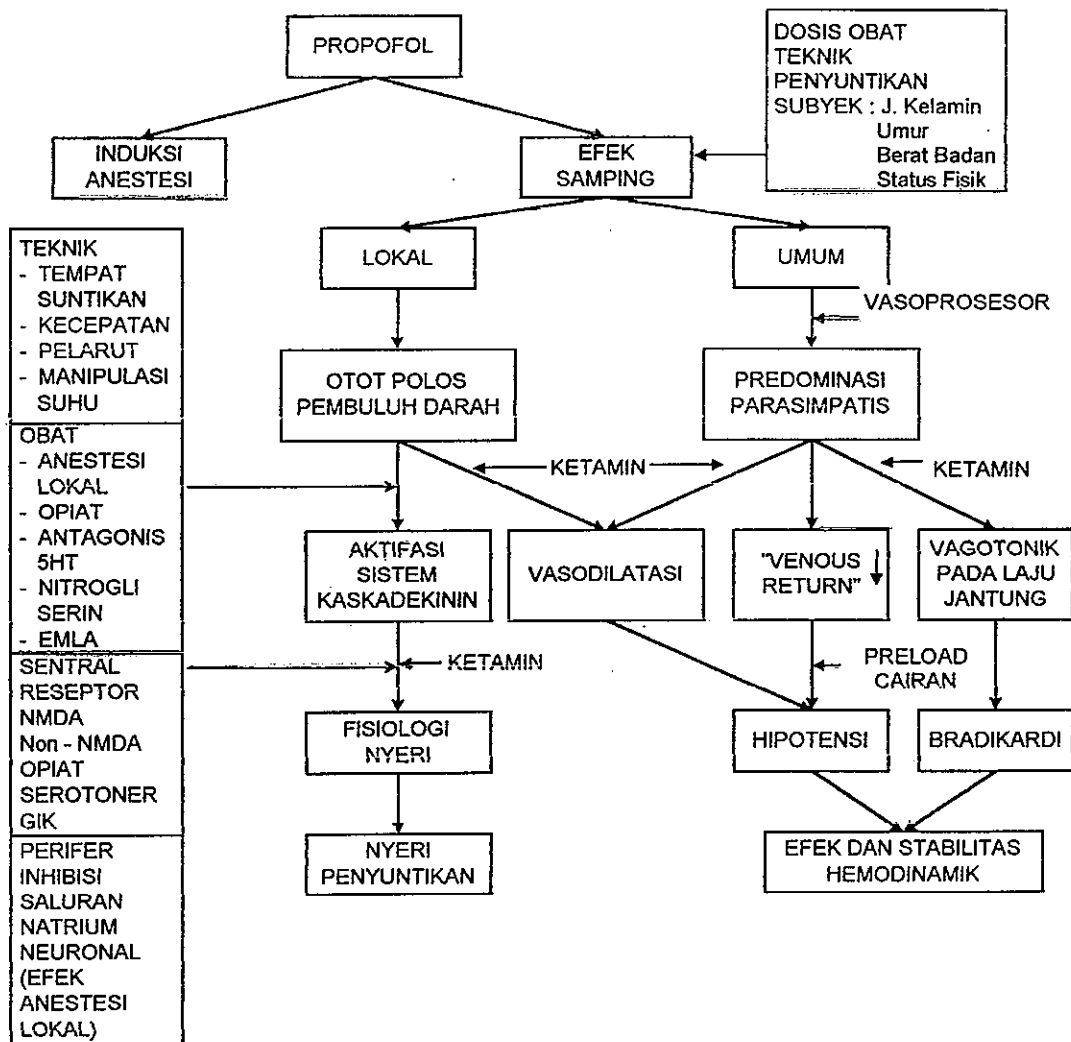 PROPOFOL
DOSIS OBAT
TEKNIK
PENYUNTIKAN
SUBYEK : J. Kelamin
Umur
Berat Badan
Status Fisik
INDUKSI
ANESTESI
EFEK
SAMPING
LOKAL
UMUM
VASOPROSESOR
TEKNIK
- TEMPAT
SUNTIKAN
- KECEPATAN
- PELARUT
- MANIPULASI
SUHU
OTOT POLOS
PEMBULUH DARAH
PREDOMINASI
PARASIMPATIS
KETAMIN
KETAMIN
OBAT
- ANESTESI
LOKAL
- OPIAT
- ANTAGONIS
5HT
- NITROGLI
SERIN
- EMLA
AKTIFASI
SISTEM
KASKADEKININ
VASODILATASI
"VENOUS
RETURN"
VAGOTONIK
PADA LAJU
JANTUNG
KETAMIN
PRELOAD
CAIRAN
SENTRAL
RESEPTOR
NMDA
Non - NMDA
OPIAT
SEROTONER
GIK
FISIOLOGI
NYERI
HIPOTENSI
BRADIKARDI
PERIFER
INHIBISI
SALURAN
NATRIUM
NEURONAL
(EFEK
ANESTESI
LOKAL)
NYERI
PENYUNTIKAN
EFEK DAN STABILITAS
HEMODINAMIK